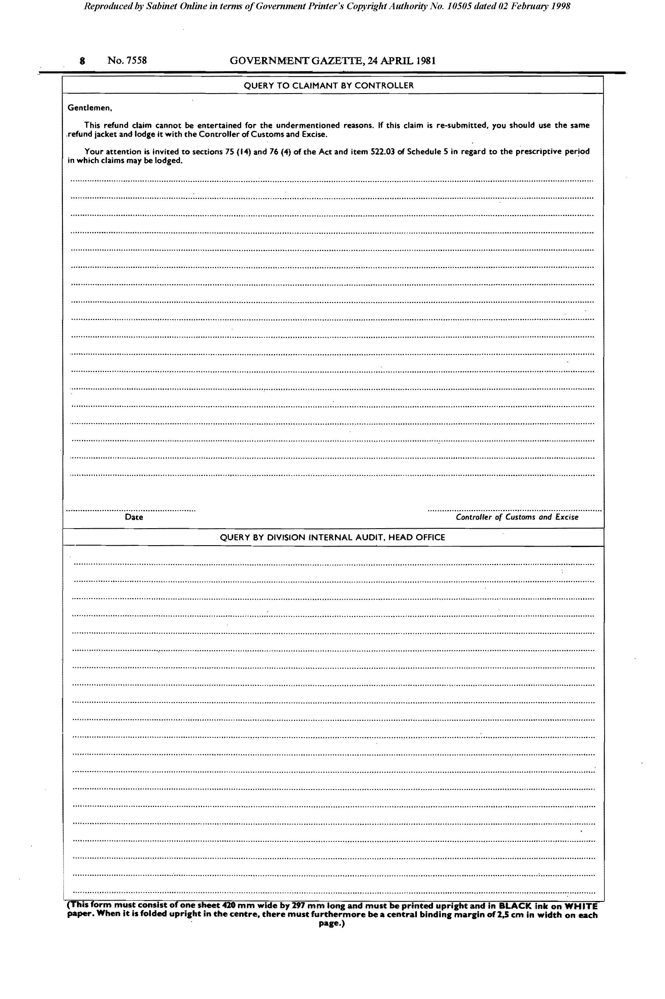 Reproduced by Sabinet Online in terms of Government Printer's Copyright Authority No. 10505 dated 02 February 1998
8 No. 7558 GOVERNMENT GAZETTE, 24 APRIL 1981
QUERY TO CLAIMANT BY CONTROLLER
Gentlemen,
This refund claim cannot be entertained for the undermentioned reasons. If this claim is re-submitted, you should use the same
refund jacket and lodge it with the Controller of Customs and Excise.
Your attention is invited to sections 75 (14) and 76 (4) of the Act and item 522.03 of Schedule 5 in regard to the prescriptive period
in which claims may be lodged.
Date Controller of Customs and Excise
QUERY BY DIVISION INTERNAL AUDIT, HEAD OFFICE
(This form must consist of one sheet 420 mm wide by 297 mm long and must be printed upright and in BLACK ink on WHITE
paper. When it is folded upright in the centre, there must furthermore be a central binding margin of 2,5 cm in width on each
page.)